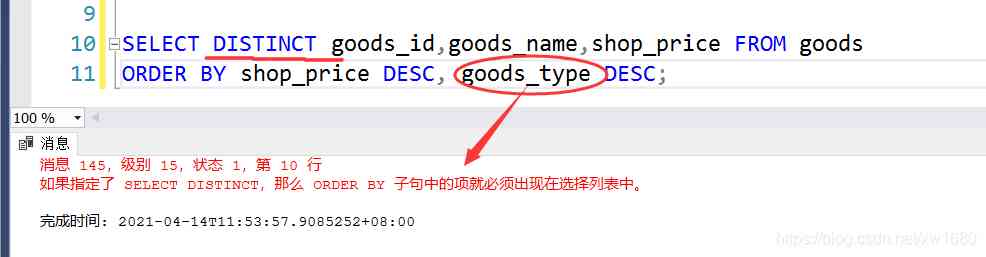 9
10 SELECT DISTINCT goods_id,goods_name,shop_price FROM goods
11 ORDER BY shop_price DESC, goods_type DESC;
100 %
消息
消息 145，级别 15，状态 1，第 10 行
如果指定了 SELECT DISTINCT，那么 ORDER BY 子句中的项就必须出现在选择列表中。
完成时间: 2021-04-14T11:53:57.9085252+08:00
https://blog.csdn.net/xw1680